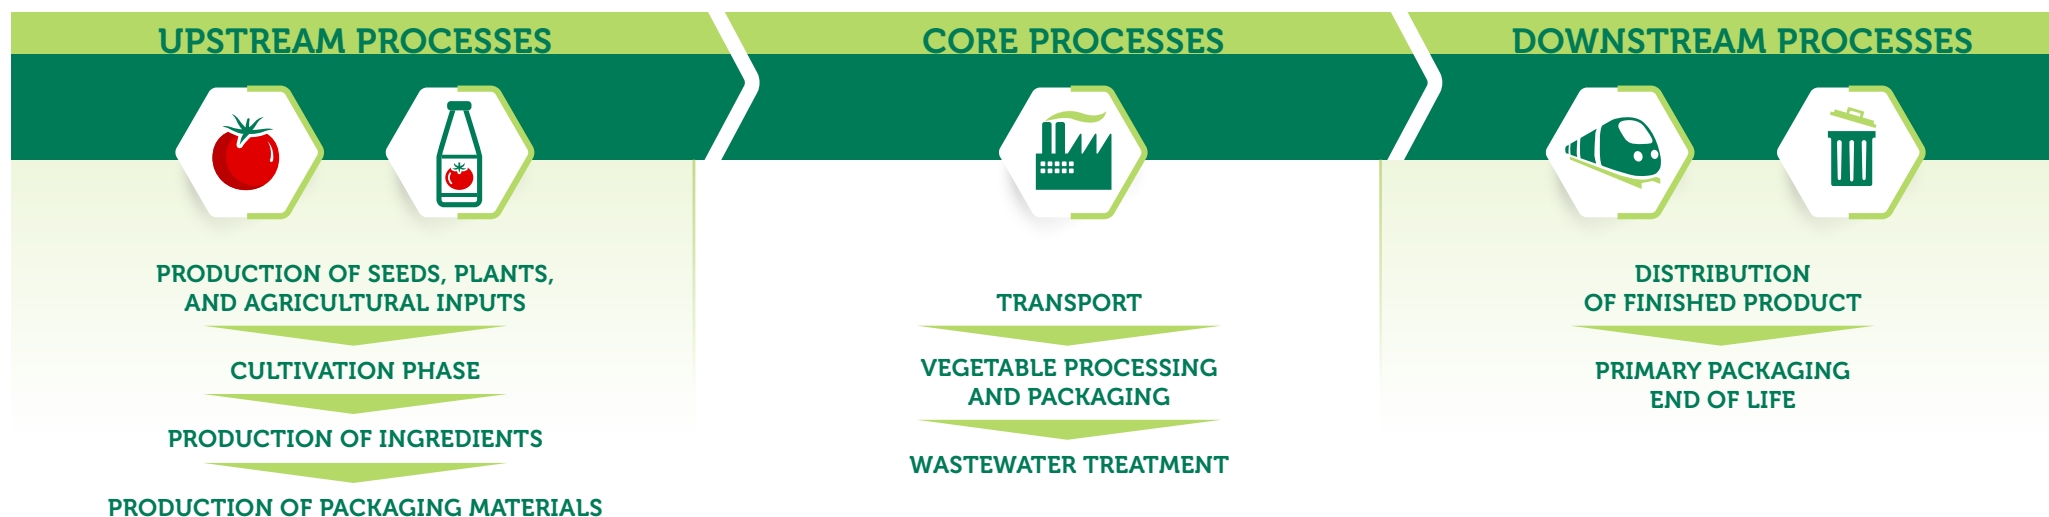 UPSTREAM PROCESSES
PRODUCTION OF SEEDS, PLANTS,
AND AGRICULTURAL INPUTS
CULTIVATION PHASE
PRODUCTION OF INGREDIENTS
PRODUCTION OF PACKAGING MATERIALS
CORE PROCESSES
TRANSPORT
VEGETABLE PROCESSING
AND PACKAGING
WASTEWATER TREATMENT
DOWNSTREAM PROCESSES
DISTRIBUTION
OF FINISHED PRODUCT
PRIMARY PACKAGING
END OF LIFE